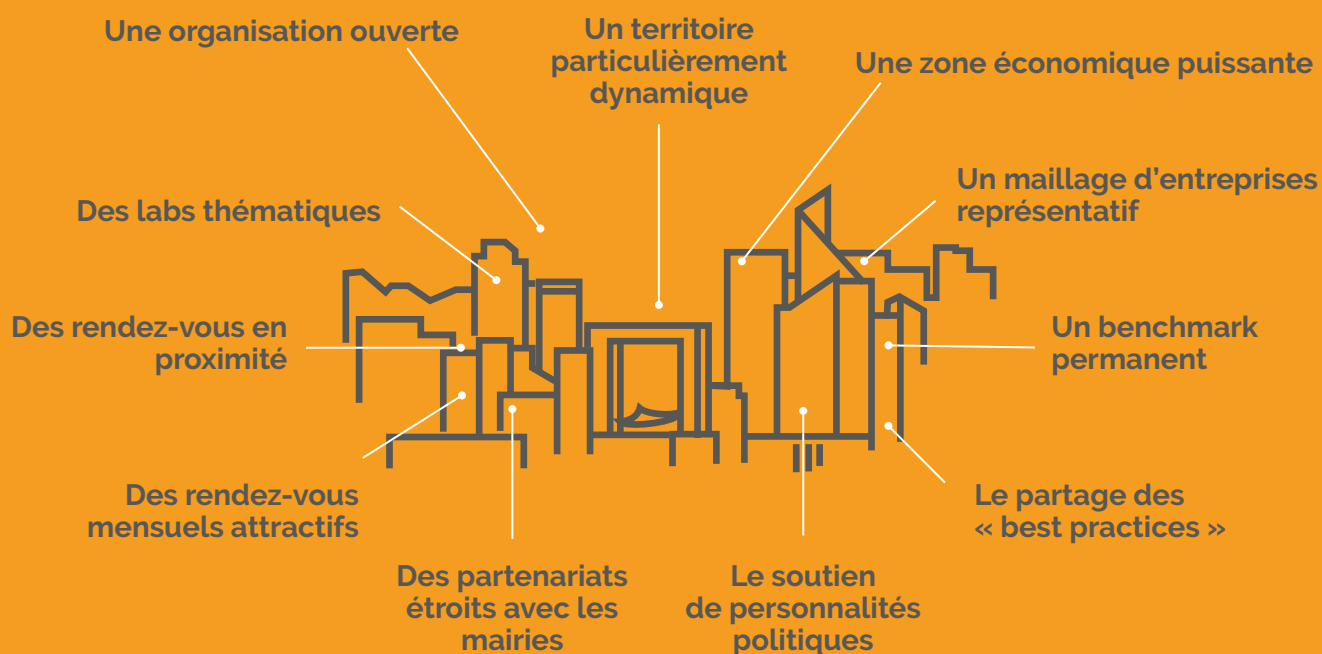 Une organisation ouverte
Un territoire
particulièrement
dynamique
Une zone économique puissante
Des labs thématiques
Un maillage d’entreprises
représentatif
Des rendez-vous en
proximité
Un benchmark
permanent
Des rendez-vous
mensuels attractifs
Le partage des
« best practices »
Des partenariats
étroits avec les
mairies
Le soutien
de personnalités
politiques